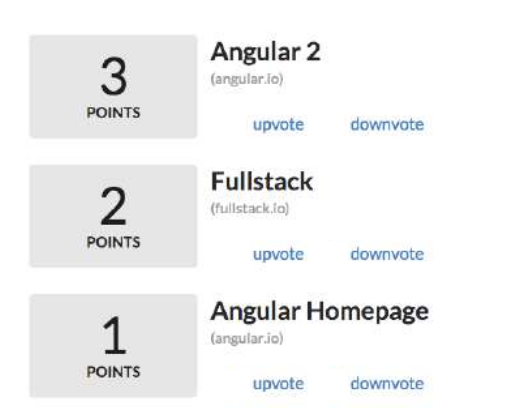 3
POINTS
Angular 2
(angular.io)
upvote downvote
2
POINTS
Fullstack
(fullstack.io)
upvote downvote
1
POINTS
Angular Homepage
(angular.io)
upvote downvote